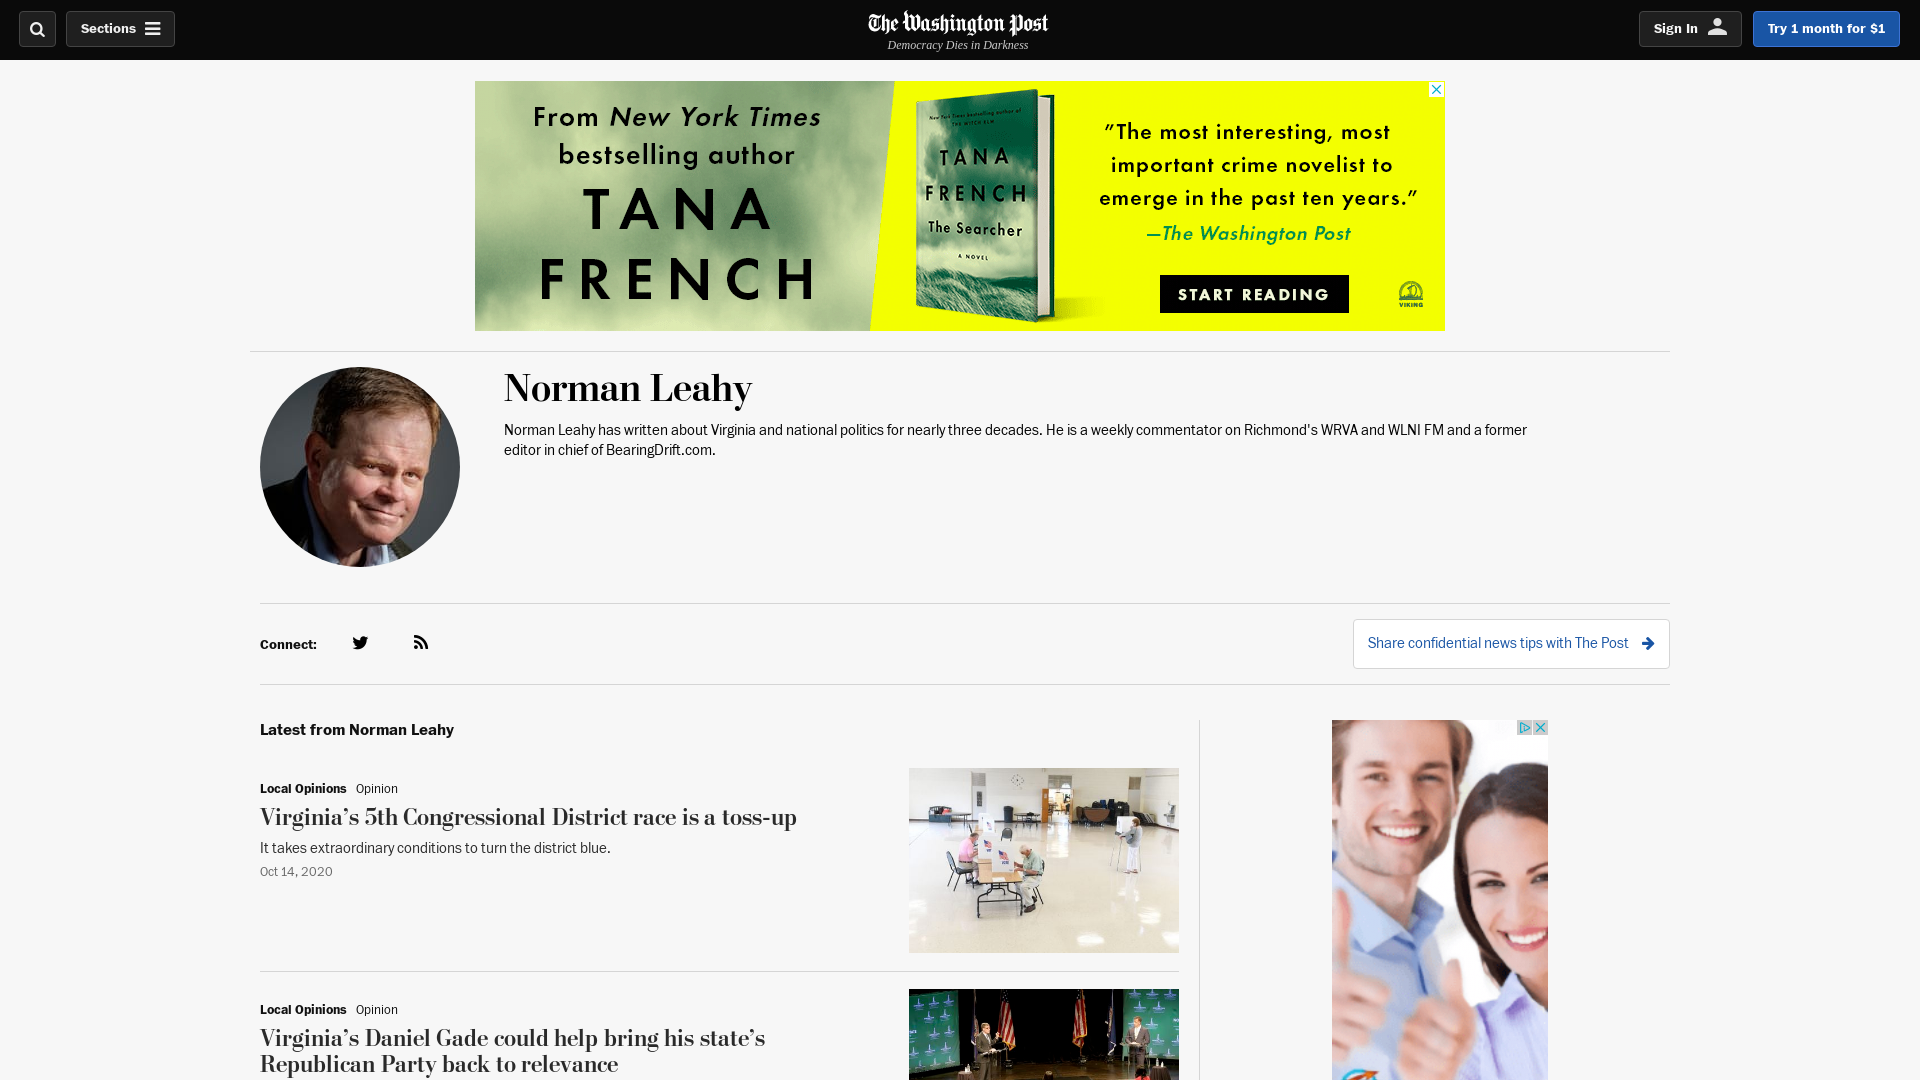 Sections
The Washington Post
Democracy Dies in Darkness
Sign In
Try 1 month for $1
From New York Times
bestselling author
TANA
FRENCH
New York Times bestselling author of
THE WITCH ELM
TANA
FRENCH
The Searcher
A NOVEL
”The most interesting, most
important crime novelist to
emerge in the past ten years.”
—The Washington Post
START READING
VIKING
Norman Leahy
Norman Leahy has written about Virginia and national politics for nearly three decades. He is a weekly commentator on Richmond's WRVA and WLNI FM and a former
editor in chief of BearingDrift.com.
Connect:
Share confidential news tips with The Post
Latest from Norman Leahy
Local Opinions Opinion
Virginia’s 5th Congressional District race is a toss-up
It takes extraordinary conditions to turn the district blue.
Oct 14, 2020
Local Opinions Opinion
Virginia’s Daniel Gade could help bring his state’s
Republican Party back to relevance